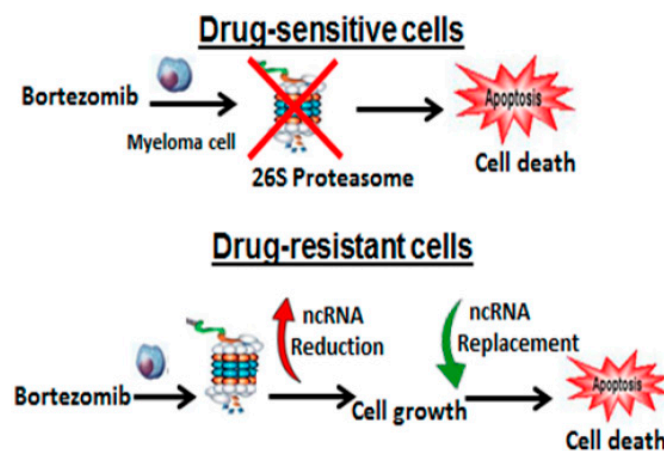 Drug-sensitive cells
Bortezomib
Myeloma cell
26S Proteasome
Apoptosis
Cell death
Drug-resistant cells
ncRNA
Reduction
ncRNA
Replacement
Bortezomib
Cell growth
Apoptosis
Cell death